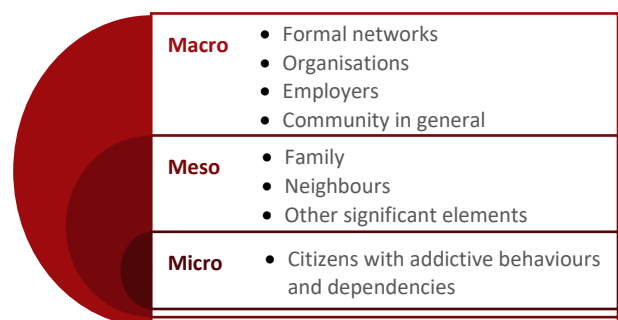 Macro
• Formal networks
• Organisations
• Employers
• Community in general
Meso
• Family
• Neighbours
• Other significant elements
Micro
• Citizens with addictive behaviours
and dependencies